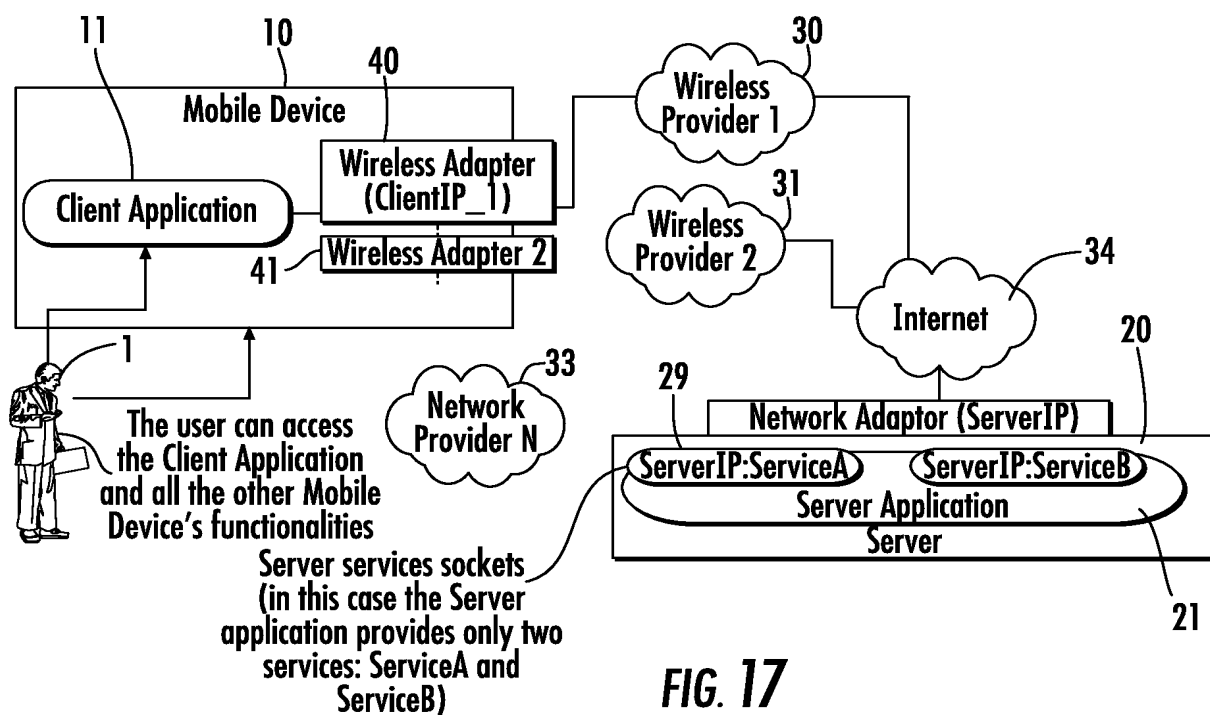 11
10
40
30
Mobile Device
Wireless
Provider 1
Wireless Adapter
(ClientIP_1)
Client Application
31
Wireless
Provider 2
41
Wireless Adapter 2
34
Internet
1
33
20
29
Network
Provider N
Network Adaptor (ServerIP)
The user can access
the Client Application
and all the other Mobile
Device's functionalities
ServerIP:ServiceA
ServerIP:ServiceB
Server Application
Server
Server services sockets
(in this case the Server
application provides only two
services: ServiceA and
ServiceB)
21
FIG. 17